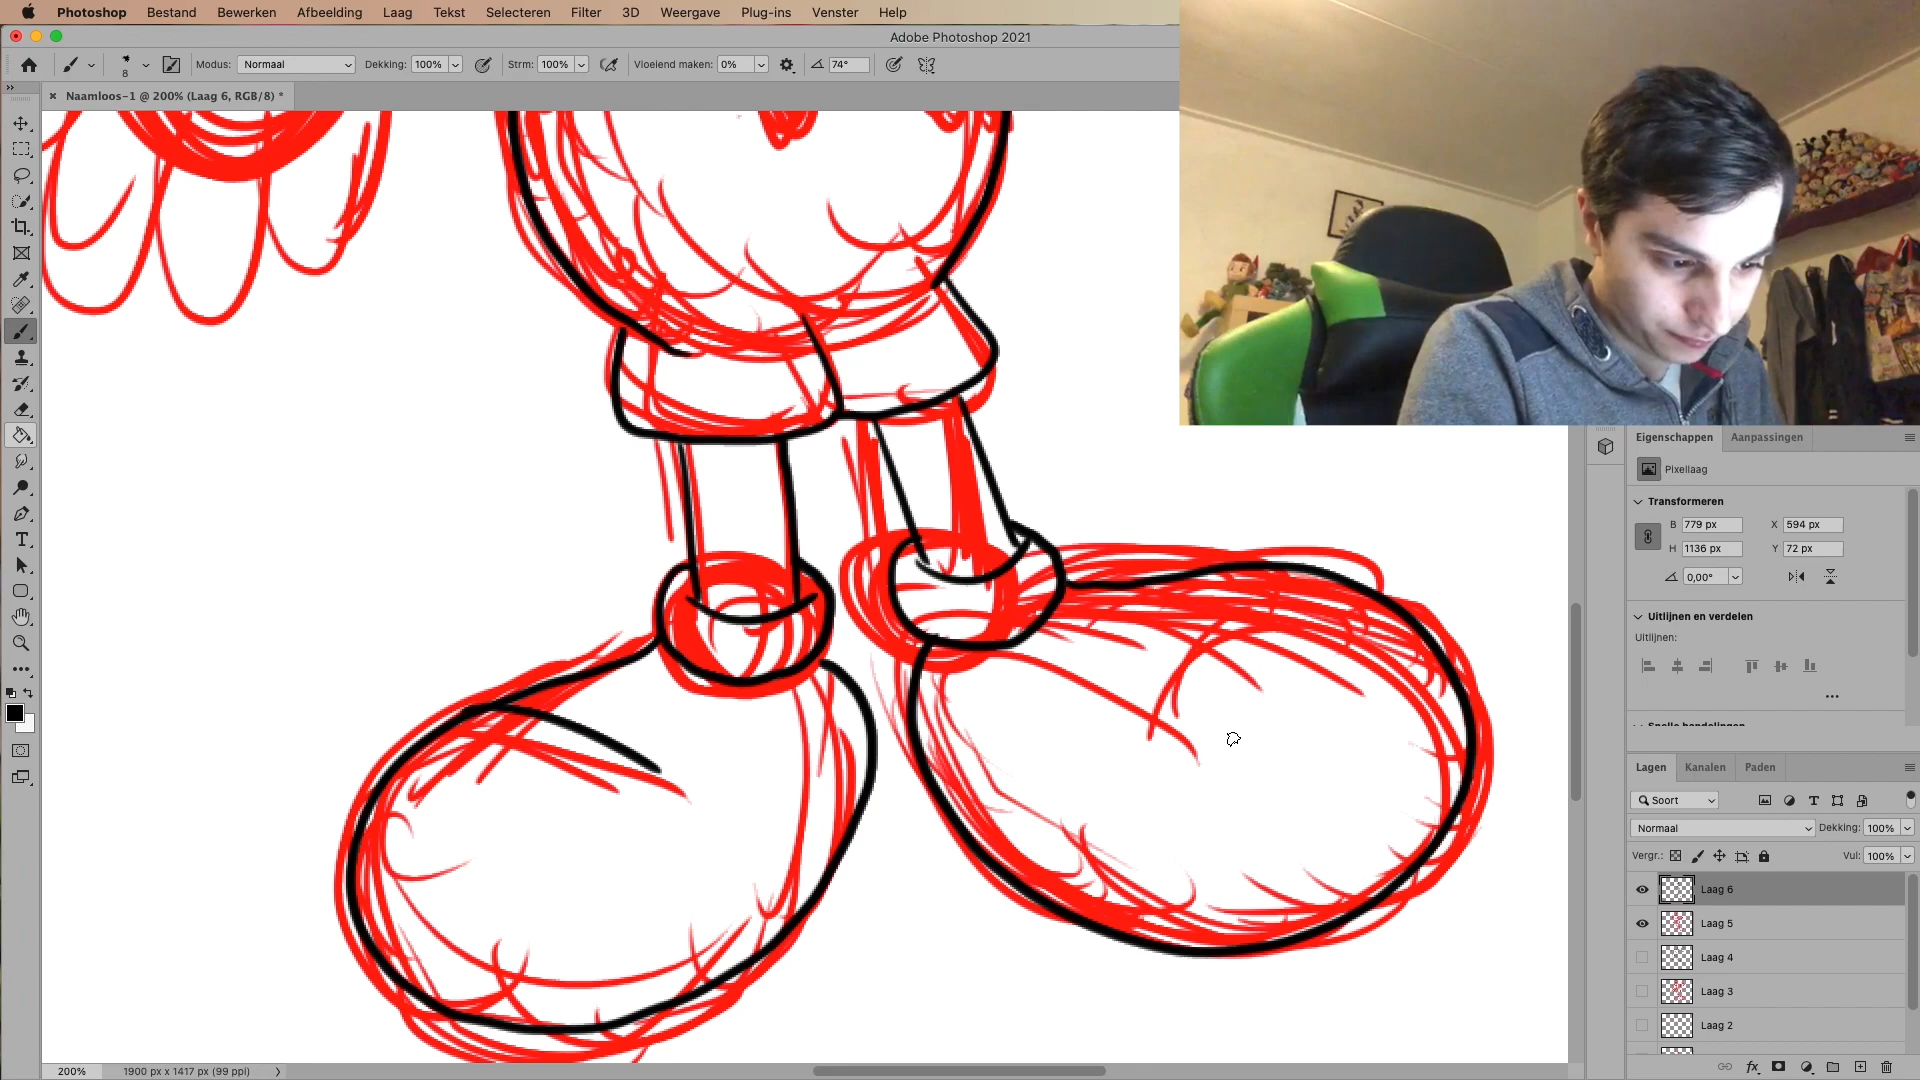 Photoshop Bestand Bewerken Afbeelding Laag Tekst Selecteren Filter 3D Weergave Plug-ins Venster Help
Adobe Photoshop 2021
8 Modus: Normaal Dekking: 100% Strm: 100% Vloeiend maken: 0% 74°
Naamloos-1 @ 200% (Laag 6, RGB/8) *
Eigenschappen Aanpassingen
Pixellaag
Transformeren
B 779 px X 594 px
H 1136 px Y 72 px
0,00°
Uitlijnen en verdelen
Uitlijnen:
Snelle handelingen
Lagen Kanalen Paden
Soort
Normaal Dekking: 100%
Vergr.: Vul: 100%
Laag 6
Laag 5
Laag 4
Laag 3
Laag 2
200% 1900 px x 1417 px (99 ppi)